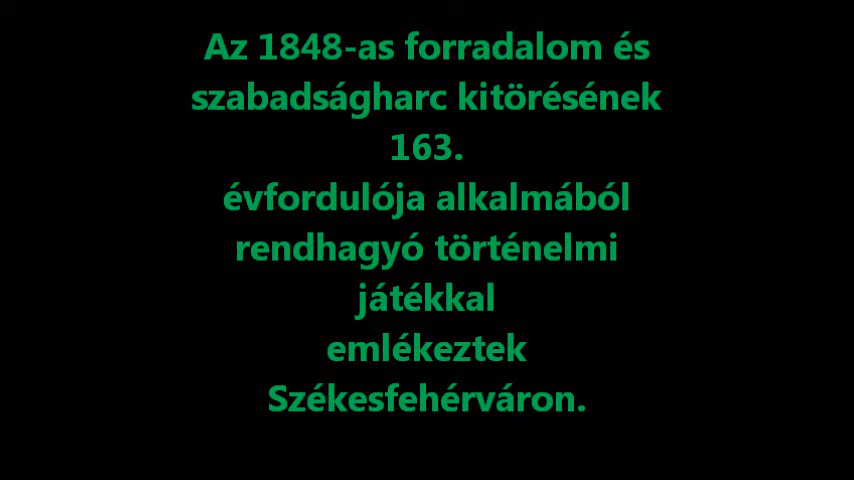 Az 1848-as forradalom és
szabadságharc kitörésének
163.
évfordulója alkalmából
rendhagyó történelmi
játékkal
emlékeztek
Székesfehérváron.